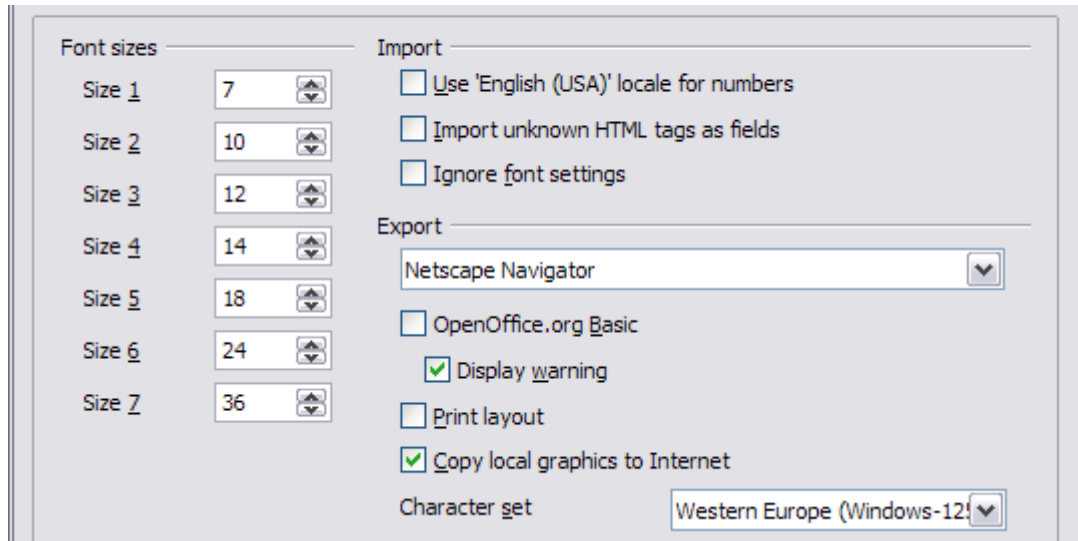 Font sizes
Size 1 7
Size 2 10
Size 3 12
Size 4 14
Size 5 18
Size 6 24
Size 7 36
Import
Use 'English (USA)' locale for numbers
Import unknown HTML tags as fields
Ignore font settings
Export
Netscape Navigator
OpenOffice.org Basic
Display warning
Print layout
Copy local graphics to Internet
Character set Western Europe (Windows-12